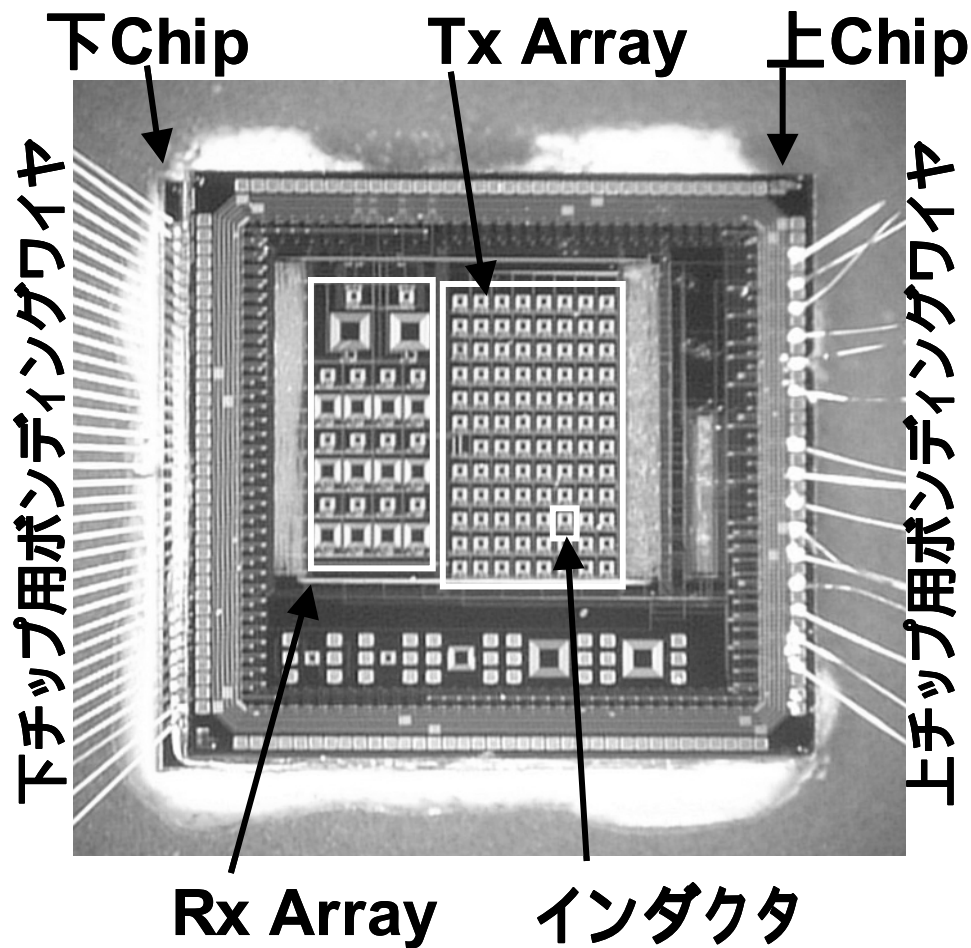 下Chip
Tx Array
上Chip
下チップ用ボンディングワイヤ
上チップ用ボンディングワイヤ
Rx Array
インダクタ